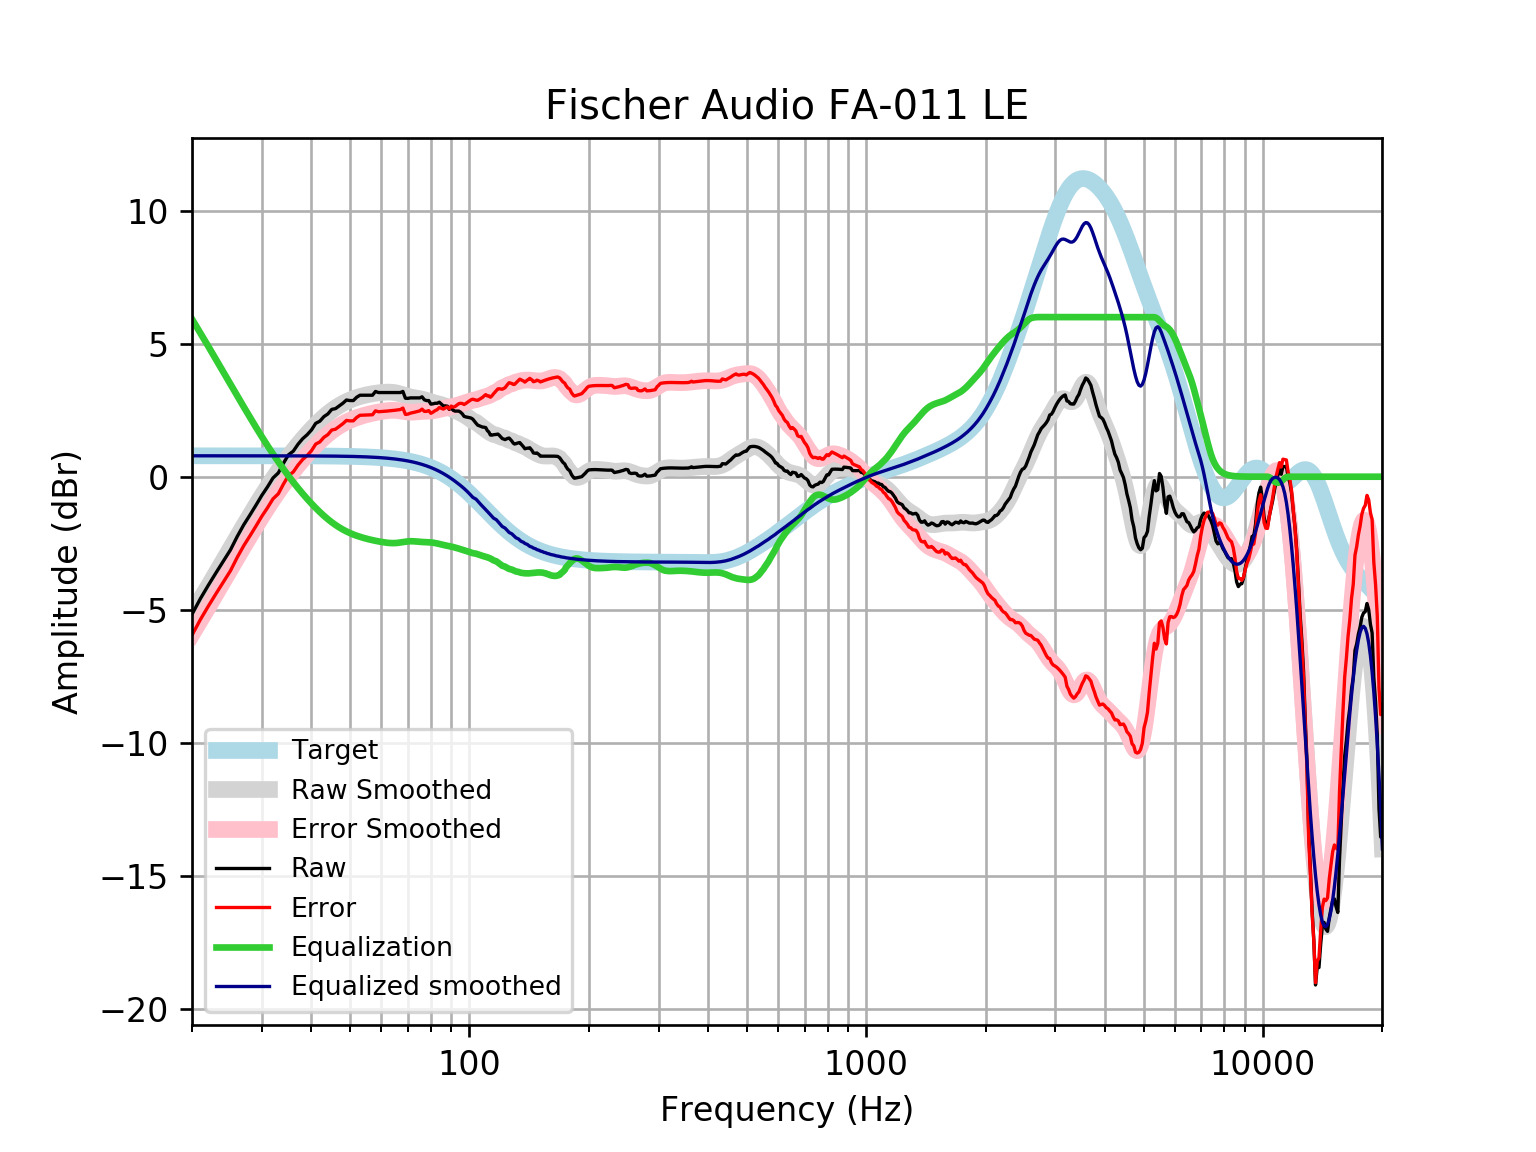 Fischer Audio FA-011 LE
Amplitude (dBr)
10
5
0
−5
−10
−15
−20
Target
Raw Smoothed
Error Smoothed
Raw
Error
Equalization
Equalized smoothed
100
1000
10000
Frequency (Hz)